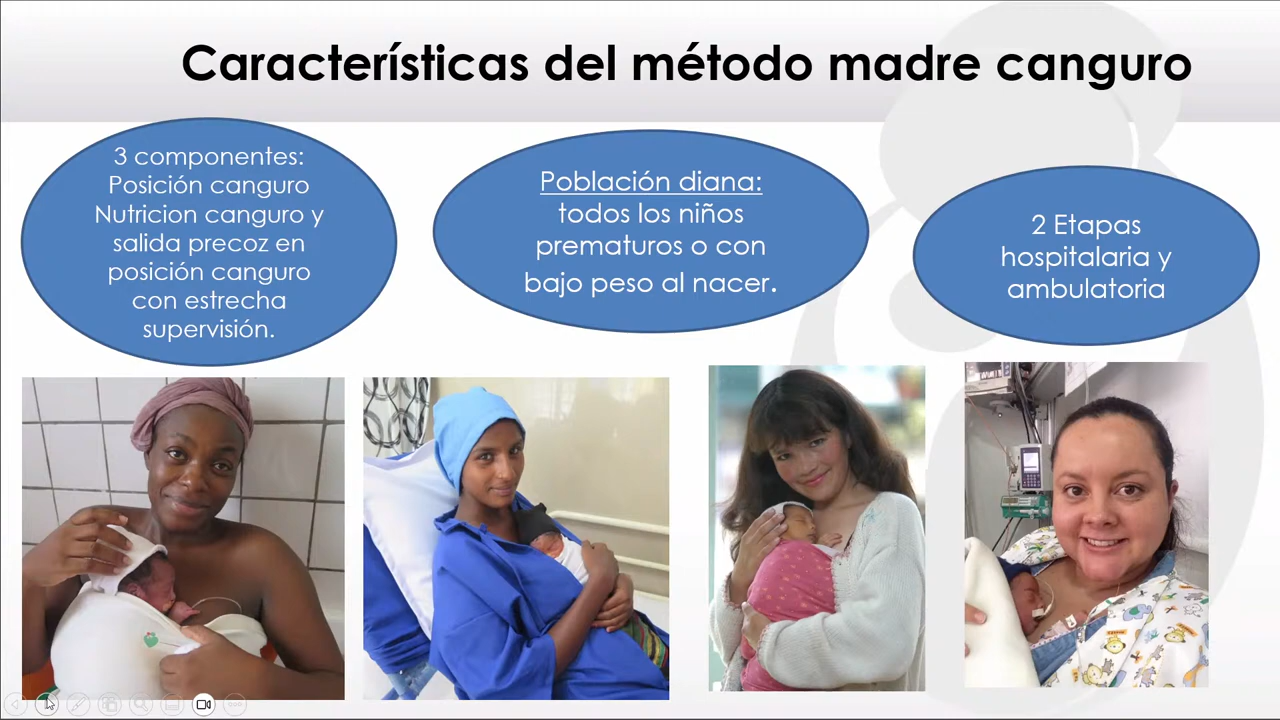 Características del método madre canguro
3 componentes:
Posición canguro
Nutricion canguro y
salida precoz en
posición canguro
con estrecha
supervisión.
Población diana:
todos los niños
prematuros o con
bajo peso al nacer.
2 Etapas
hospitalaria y
ambulatoria